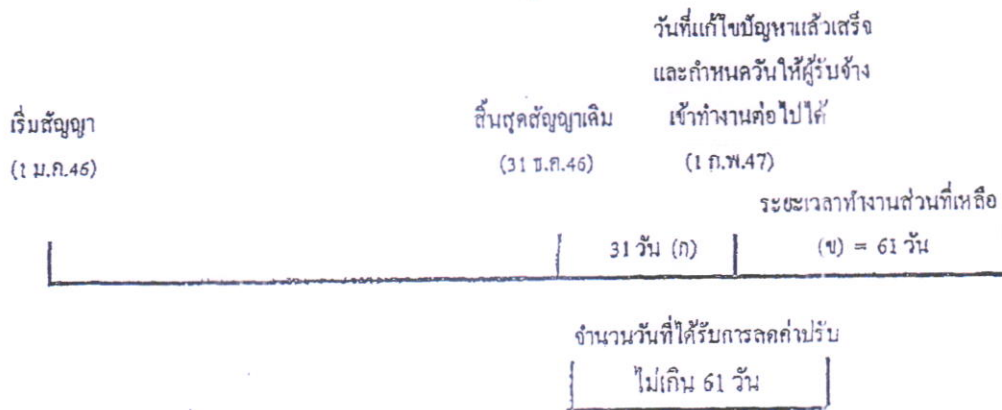 วันที่แก้ไขปัญหาแล้วเสร็จ
และกำหนดวันให้ผู้รับจ้าง
เริ่มสัญญา สิ้นสุดสัญญาเดิม เข้าทำงานต่อไปได้
(1 ม.ค.46) (31 ธ.ค.46) (1 ก.พ.47)
ระยะเวลาทำงานส่วนที่เหลือ
31 วัน (ก) (ข) = 61 วัน
จำนวนวันที่ได้รับการลดค่าปรับ
ไม่เกิน 61 วัน